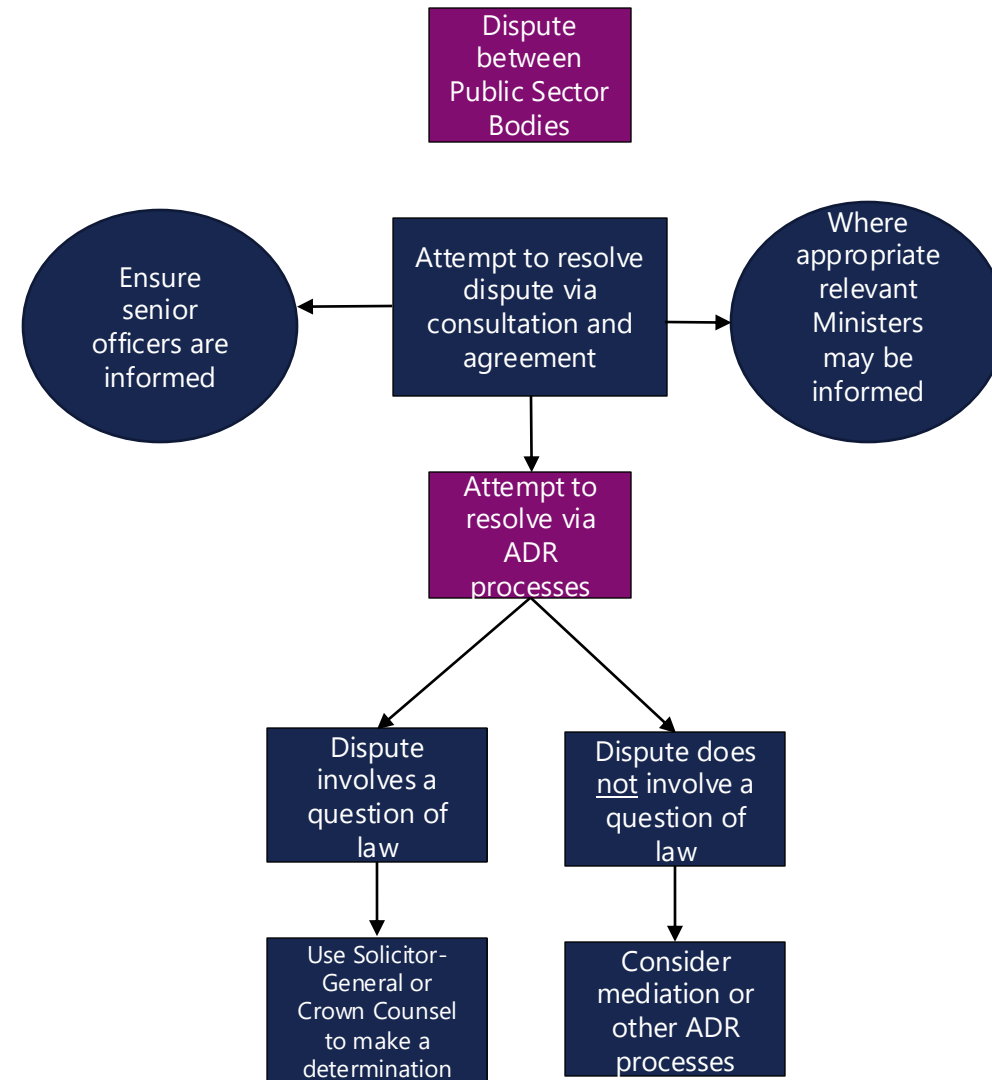 Dispute
between
Public Sector
Bodies
Ensure
senior
officers are
informed
Attempt to resolve
dispute via
consultation and
agreement
Where
appropriate
relevant
Ministers
may be
informed
Attempt to
resolve via
ADR
processes
Dispute
involves a
question of
law
Dispute does
not involve a
question of
law
Use Solicitor-
General or
Crown Counsel
to make a
determination
Consider
mediation or
other ADR
processes